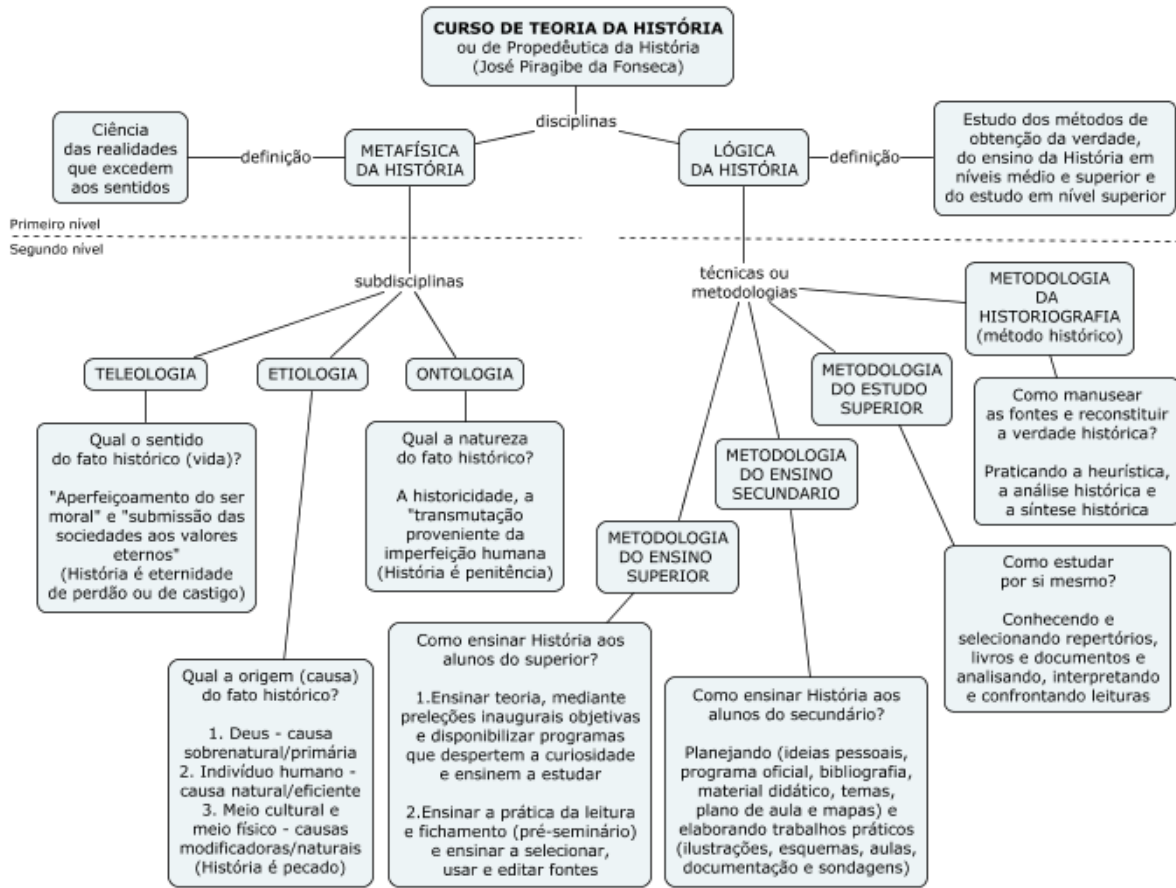 CURSO DE TEORIA DA HISTÓRIA
ou de Propedêutica da História
(José Piragibe da Fonseca)
disciplinas
Ciência
das realidades
que excedem
aos sentidos
definição
METAFÍSICA
DA HISTÓRIA
LÓGICA
DA HISTÓRIA
definição
Estudo dos métodos de
obtenção da verdade,
do ensino da História em
níveis médio e superior e
do estudo em nível superior
Primeiro nível
Segundo nível
subdisciplinas
TELEOLOGIA
ETIOLOGIA
ONTOLOGIA
Qual o sentido
do fato histórico (vida)?
"Aperfeiçoamento do ser
moral" e "submissão das
sociedades aos valores
eternos"
(História é eternidade
de perdão ou de castigo)
Qual a origem (causa)
do fato histórico?
1. Deus - causa
sobrenatural/primária
2. Indivíduo humano -
causa natural/eficiente
3. Meio cultural e
meio físico - causas
modificadoras/naturais
(História é pecado)
Qual a natureza
do fato histórico?
A historicidade, a
"transmutação
proveniente da
imperfeição humana
(História é penitência)
técnicas ou
metodologias
METODOLOGIA
DO ENSINO
SUPERIOR
Como ensinar História aos
alunos do superior?
1.Ensinar teoria, mediante
preleções inaugurais objetivas
e disponibilizar programas
que despertem a curiosidade
e ensinem a estudar
2.Ensinar a prática da leitura
e fichamento (pré-seminário)
e ensinar a selecionar,
usar e editar fontes
METODOLOGIA
DO ENSINO
SECUNDARIO
Como ensinar História aos
alunos do secundário?
Planejando (ideias pessoais,
programa oficial, bibliografia,
material didático, temas,
plano de aula e mapas) e
elaborando trabalhos práticos
(ilustrações, esquemas, aulas,
documentação e sondagens)
METODOLOGIA
DO ESTUDO
SUPERIOR
Como estudar
por si mesmo?
Conhecendo e
selecionando repertórios,
livros e documentos e
analisando, interpretando
e confrontando leituras
METODOLOGIA
DA
HISTORIOGRAFIA
(método histórico)
Como manusear
as fontes e reconstituir
a verdade histórica?
Praticando a heurística,
a análise histórica e
a síntese histórica